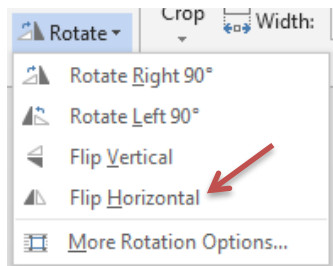 Rotate
Crop
Width:
Rotate Right 90°
Rotate Left 90°
Flip Vertical
Flip Horizontal
More Rotation Options...